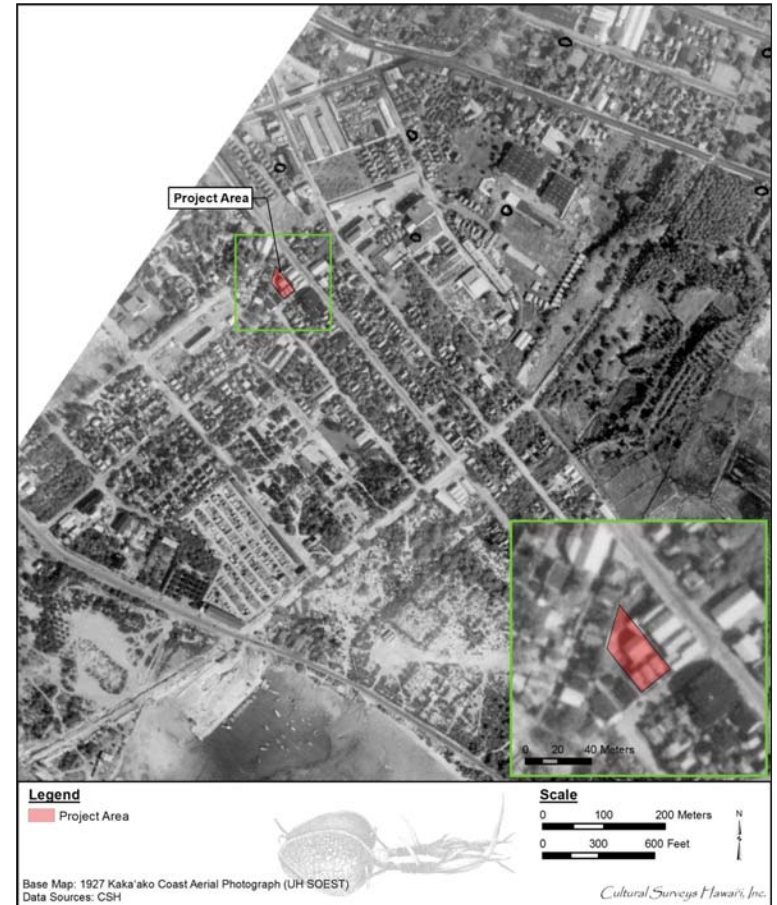 Project Area
0 20 40 Meters
Legend
Project Area
Base Map: 1927 Kaka‘ako Coast Aerial Photograph (UH SOEST)
Data Sources: CSH
Scale
0 100 200 Meters
0 300 600 Feet
N
Cultural Surveys Hawai‘i, Inc.